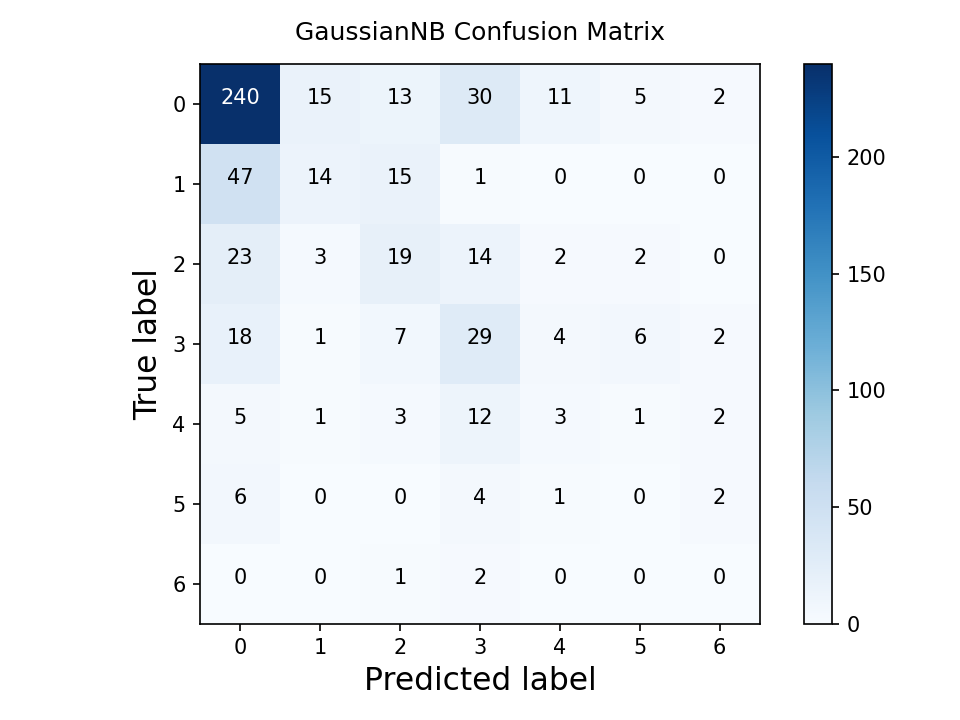 GaussianNB Confusion Matrix
0 240 15 13 30 11 5 2
1 47 14 15 1 0 0 0
2 23 3 19 14 2 2 0
3 18 1 7 29 4 6 2
4 5 1 3 12 3 1 2
5 6 0 0 4 1 0 2
6 0 0 1 2 0 0 0
0 1 2 3 4 5 6
Predicted label
True label
200
150
100
50
0